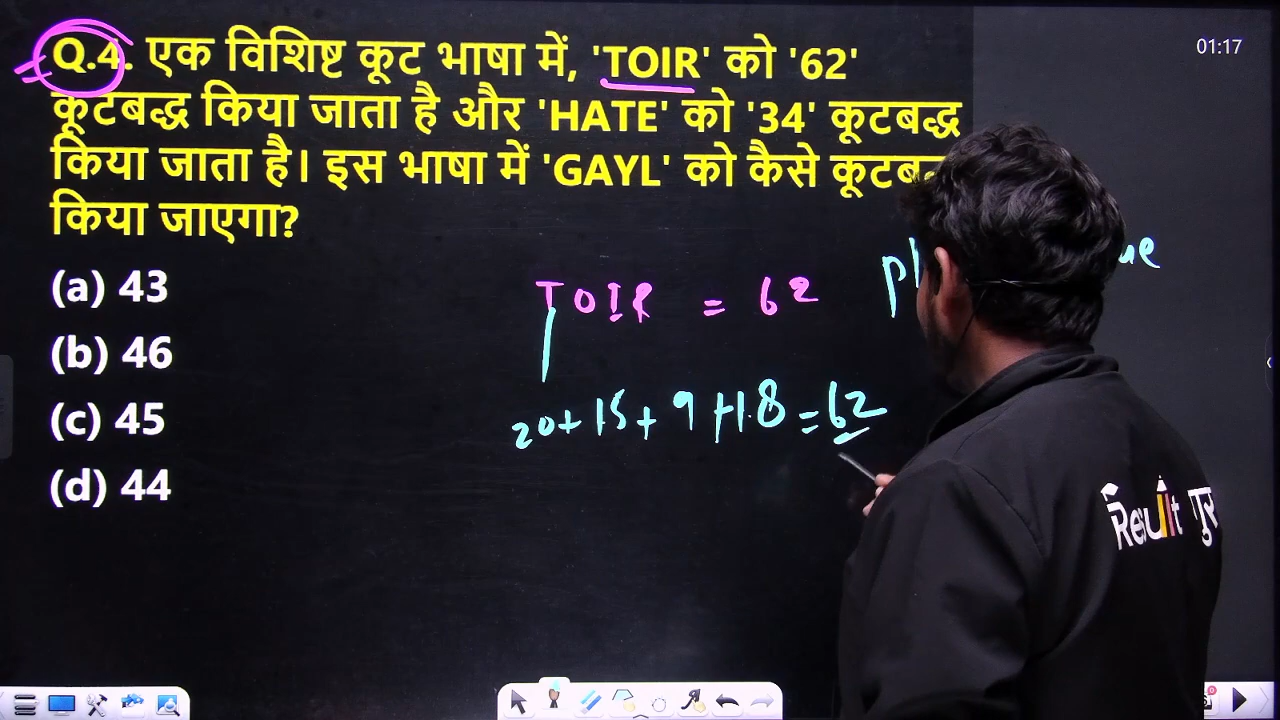 Q.4. एक विशिष्ट कूट भाषा में, 'TOIR' को '62'
कूटबद्ध किया जाता है और 'HATE' को '34' कूटबद्ध
किया जाता है। इस भाषा में 'GAYL' को कैसे
किया जाएगा?
(a) 43
(b) 46
(c) 45
(d) 44
01:17
TOIR = 62
20+15+9+18=62
Result गुरु